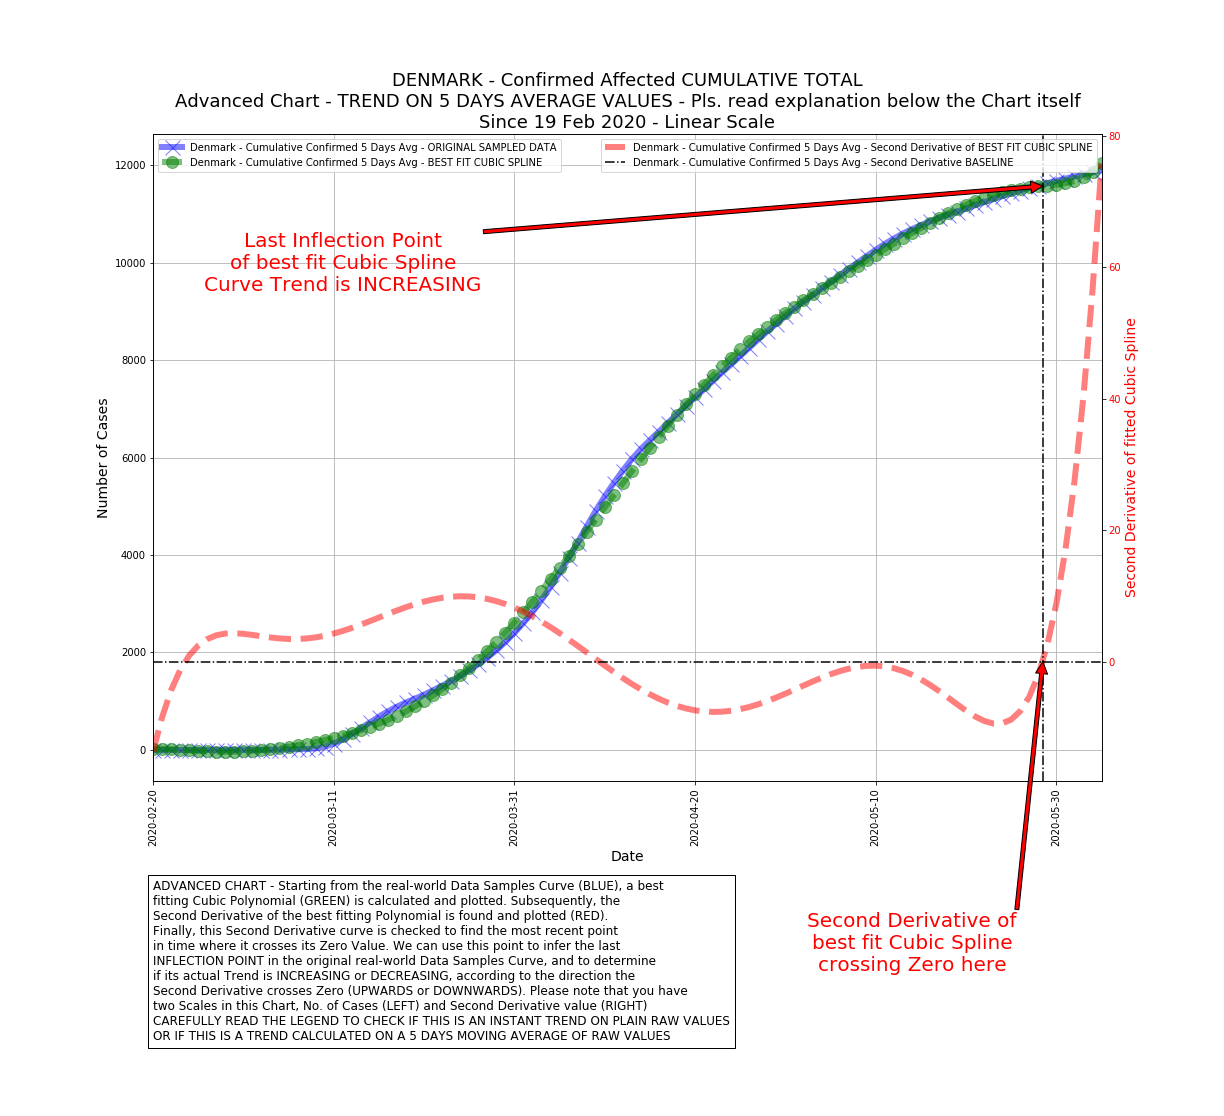 DENMARK - Confirmed Affected CUMULATIVE TOTAL
Advanced Chart - TREND ON 5 DAYS AVERAGE VALUES - Pls. read explanation below the Chart itself
Since 19 Feb 2020 - Linear Scale
Denmark - Cumulative Confirmed 5 Days Avg - ORIGINAL SAMPLED DATA
Denmark - Cumulative Confirmed 5 Days Avg - BEST FIT CUBIC SPLINE
Denmark - Cumulative Confirmed 5 Days Avg - Second Derivative of BEST FIT CUBIC SPLINE
Denmark - Cumulative Confirmed 5 Days Avg - Second Derivative BASELINE
Number of Cases
12000
10000
8000
6000
4000
2000
0
Last Inflection Point
of best fit Cubic Spline
Curve Trend is INCREASING
80
60
40
20
0
Second Derivative of fitted Cubic Spline
2020-02-20
2020-03-11
2020-03-31
2020-04-20
2020-05-10
2020-05-30
Date
ADVANCED CHART - Starting from the real-world Data Samples Curve (BLUE), a best
fitting Cubic Polynomial (GREEN) is calculated and plotted. Subsequently, the
Second Derivative of the best fitting Polynomial is found and plotted (RED).
Finally, this Second Derivative curve is checked to find the most recent point
in time where it crosses its Zero Value. We can use this point to infer the last
INFLECTION POINT in the original real-world Data Samples Curve, and to determine
if its actual Trend is INCREASING or DECREASING, according to the direction the
Second Derivative crosses Zero (UPWARDS or DOWNWARDS). Please note that you have
two Scales in this Chart, No. of Cases (LEFT) and Second Derivative value (RIGHT)
CAREFULLY READ THE LEGEND TO CHECK IF THIS IS AN INSTANT TREND ON PLAIN RAW VALUES
OR IF THIS IS A TREND CALCULATED ON A 5 DAYS MOVING AVERAGE OF RAW VALUES
Second Derivative of
best fit Cubic Spline
crossing Zero here